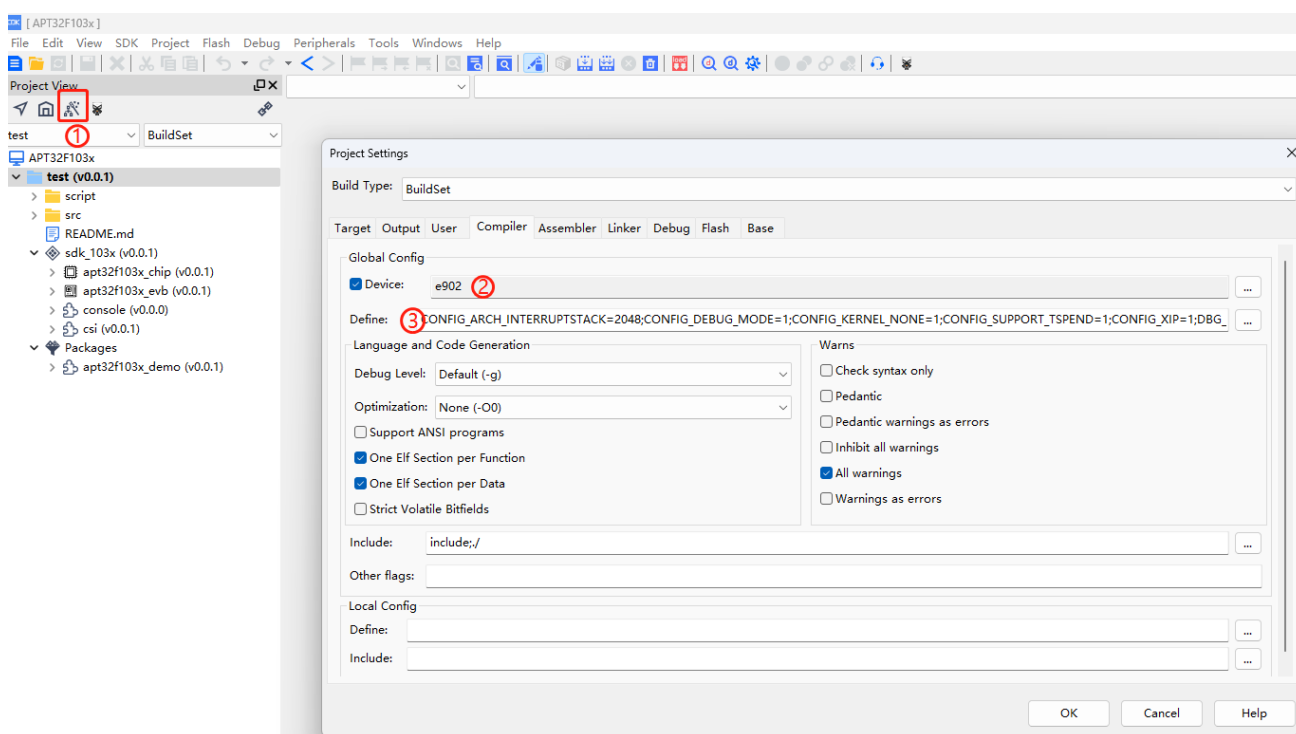 CDK [ APT32F103x ]
File Edit View SDK Project Flash Debug Peripherals Tools Windows Help
Project View
①
test BuildSet
APT32F103x
test (v0.0.1)
script
src
README.md
sdk_103x (v0.0.1)
apt32f103x_chip (v0.0.1)
apt32f103x_evb (v0.0.1)
console (v0.0.0)
csi (v0.0.1)
Packages
apt32f103x_demo (v0.0.1)
Project Settings
Build Type: BuildSet
Target Output User Compiler Assembler Linker Debug Flash Base
Global Config
Device: e902 ② ...
Define: ③ CONFIG_ARCH_INTERRUPTSTACK=2048;CONFIG_DEBUG_MODE=1;CONFIG_KERNEL_NONE=1;CONFIG_SUPPORT_TSPEND=1;CONFIG_XIP=1;DBG_ ...
Language and Code Generation
Debug Level: Default (-g)
Optimization: None (-O0)
Support ANSI programs
One Elf Section per Function
One Elf Section per Data
Strict Volatile Bitfields
Warns
Check syntax only
Pedantic
Pedantic warnings as errors
Inhibit all warnings
All warnings
Warnings as errors
Include: include;./ ...
Other flags:
Local Config
Define: ...
Include: ...
OK Cancel Help